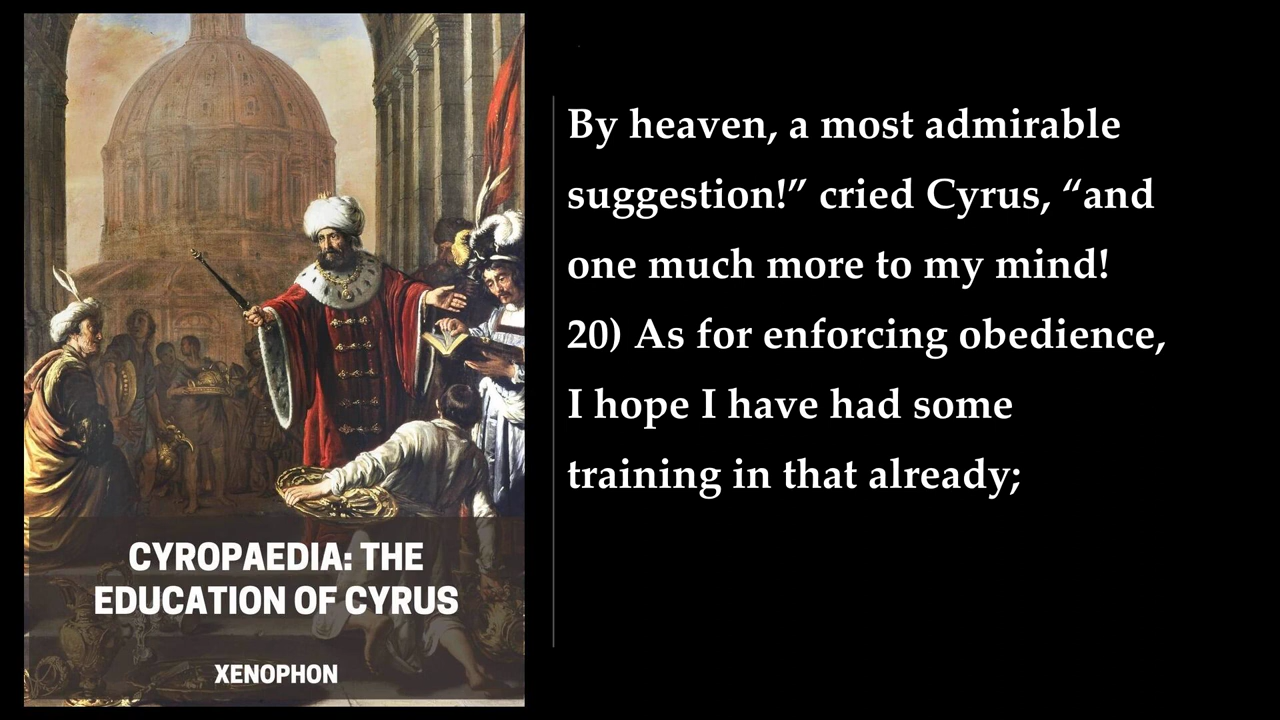 By heaven, a most admirable
suggestion!” cried Cyrus, “and
one much more to my mind!
20) As for enforcing obedience,
I hope I have had some
training in that already;
CYROPAEDIA: THE
EDUCATION OF CYRUS
XENOPHON